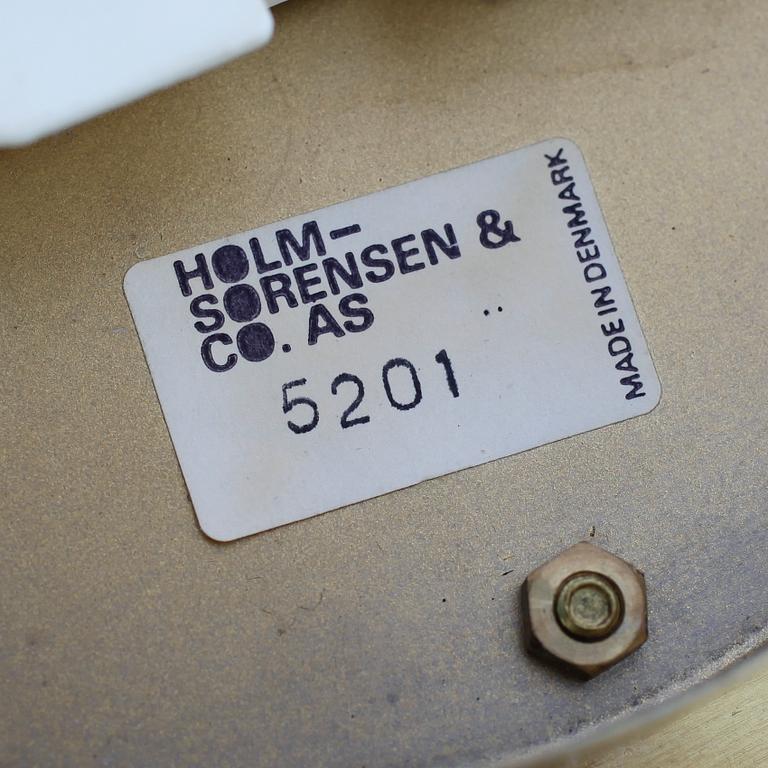 HOLM-
SORENSEN &
CO. AS
5201
MADE IN DENMARK